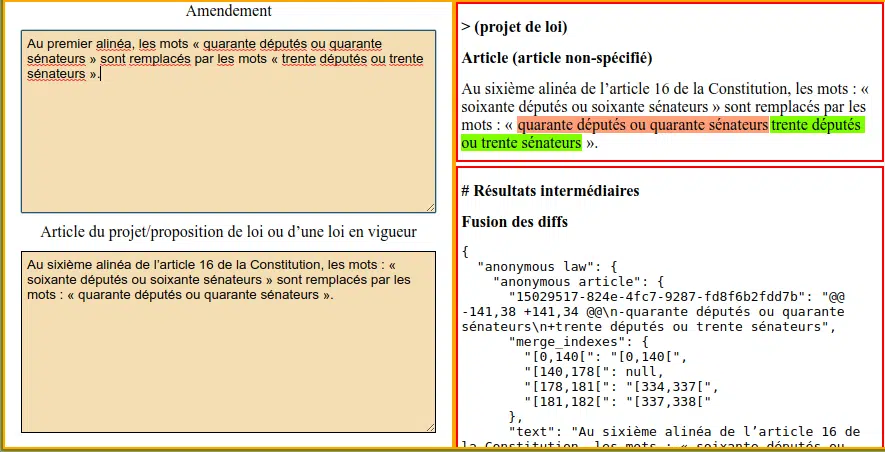 Amendement
Au premier alinéa, les mots « quarante députés ou quarante
sénateurs » sont remplacés par les mots « trente députés ou trente
sénateurs ».
Article du projet/proposition de loi ou d’une loi en vigueur
Au sixième alinéa de l’article 16 de la Constitution, les mots : «
soixante députés ou soixante sénateurs » sont remplacés par les
mots : « quarante députés ou quarante sénateurs ».
> (projet de loi)
Article (article non-spécifié)
Au sixième alinéa de l’article 16 de la Constitution, les mots : «
soixante députés ou soixante sénateurs » sont remplacés par les
mots : « quarante députés ou quarante sénateurs trente députés
ou trente sénateurs ».
# Résultats intermédiaires
Fusion des diffs
{
"anonymous law": {
"anonymous article": {
"15029517-824e-4fc7-9287-fd8f6b2fdd7b": "@@
-141,38 +141,34 @@\n-quarante députés ou quarante
sénateurs\n+trente députés ou trente sénateurs",
"merge_indexes": {
"[0,140[": "[0,140[",
"[140,178[": null,
"[178,181[": "[334,337[",
"[181,182[": "[337,338["
},
"text": "Au sixième alinéa de l’article 16 de
la Constitution, les mots : « soixante députés ou